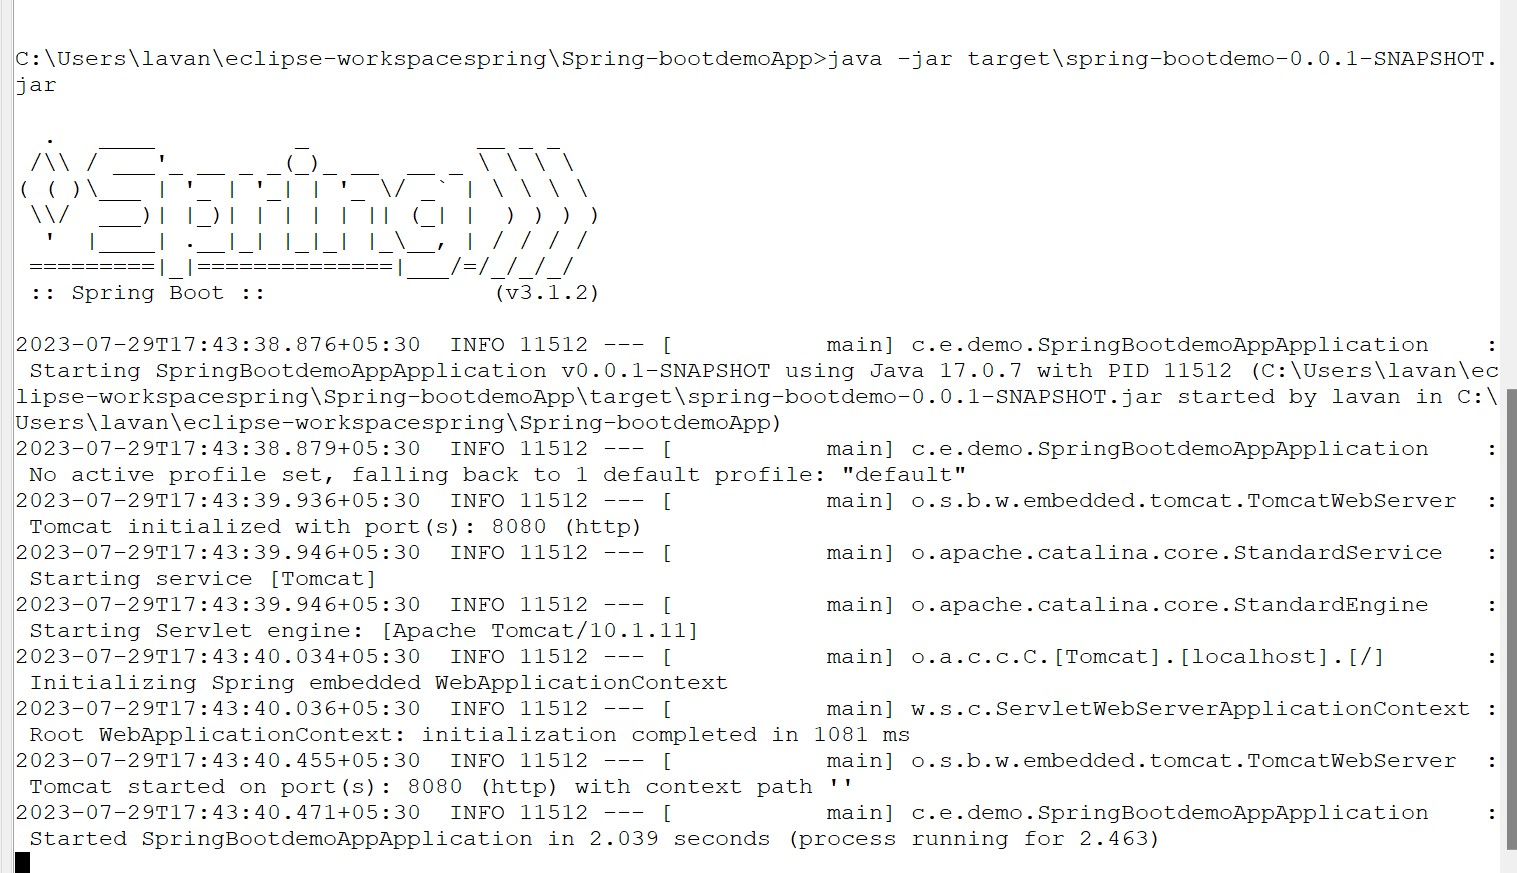 C:\Users\lavan\eclipse-workspacespring\Spring-bootdemoApp>java -jar target\spring-bootdemo-0.0.1-SNAPSHOT.
jar
  .   ____          _            __ _ _
 /\\ / ___'_ __ _ _(_)_ __  __ _ \ \ \ \
( ( )\___ | '_ | '_| | '_ \/ _` | \ \ \ \
 \\/  ___)| |_)| | | | | || (_| |  ) ) ) )
  '  |____| .__|_| |_|_| |_\__, | / / / /
 =========|_|==============|___/=/_/_/_/
 :: Spring Boot ::                (v3.1.2)
2023-07-29T17:43:38.876+05:30  INFO 11512 --- [           main] c.e.demo.SpringBootdemoAppApplication    :
 Starting SpringBootdemoAppApplication v0.0.1-SNAPSHOT using Java 17.0.7 with PID 11512 (C:\Users\lavan\ec
lipse-workspacespring\Spring-bootdemoApp\target\spring-bootdemo-0.0.1-SNAPSHOT.jar started by lavan in C:\
Users\lavan\eclipse-workspacespring\Spring-bootdemoApp)
2023-07-29T17:43:38.879+05:30  INFO 11512 --- [           main] c.e.demo.SpringBootdemoAppApplication    :
 No active profile set, falling back to 1 default profile: "default"
2023-07-29T17:43:39.936+05:30  INFO 11512 --- [           main] o.s.b.w.embedded.tomcat.TomcatWebServer  :
 Tomcat initialized with port(s): 8080 (http)
2023-07-29T17:43:39.946+05:30  INFO 11512 --- [           main] o.apache.catalina.core.StandardService   :
 Starting service [Tomcat]
2023-07-29T17:43:39.946+05:30  INFO 11512 --- [           main] o.apache.catalina.core.StandardEngine    :
 Starting Servlet engine: [Apache Tomcat/10.1.11]
2023-07-29T17:43:40.034+05:30  INFO 11512 --- [           main] o.a.c.c.C.[Tomcat].[localhost].[/]       :
 Initializing Spring embedded WebApplicationContext
2023-07-29T17:43:40.036+05:30  INFO 11512 --- [           main] w.s.c.ServletWebServerApplicationContext :
 Root WebApplicationContext: initialization completed in 1081 ms
2023-07-29T17:43:40.455+05:30  INFO 11512 --- [           main] o.s.b.w.embedded.tomcat.TomcatWebServer  :
 Tomcat started on port(s): 8080 (http) with context path ''
2023-07-29T17:43:40.471+05:30  INFO 11512 --- [           main] c.e.demo.SpringBootdemoAppApplication    :
 Started SpringBootdemoAppApplication in 2.039 seconds (process running for 2.463)